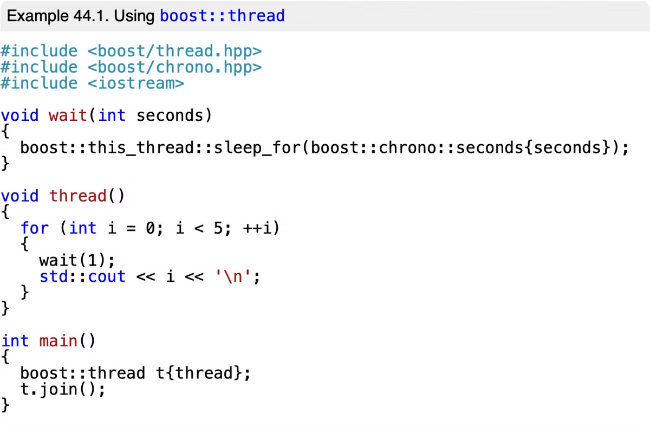 Example 44.1. Using boost::thread
#include <boost/thread.hpp>
#include <boost/chrono.hpp>
#include <iostream>
void wait(int seconds)
{
  boost::this_thread::sleep_for(boost::chrono::seconds{seconds});
}
void thread()
{
  for (int i = 0; i < 5; ++i)
  {
    wait(1);
    std::cout << i << '\n';
  }
}
int main()
{
  boost::thread t{thread};
  t.join();
}